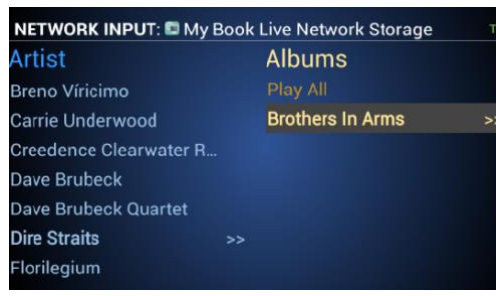 NETWORK INPUT: My Book Live Network Storage T
Artist
Breno Víricimo
Carrie Underwood
Creedence Clearwater R...
Dave Brubeck
Dave Brubeck Quartet
Dire Straits >>
Florilegium
Albums
Play All
Brothers In Arms >>